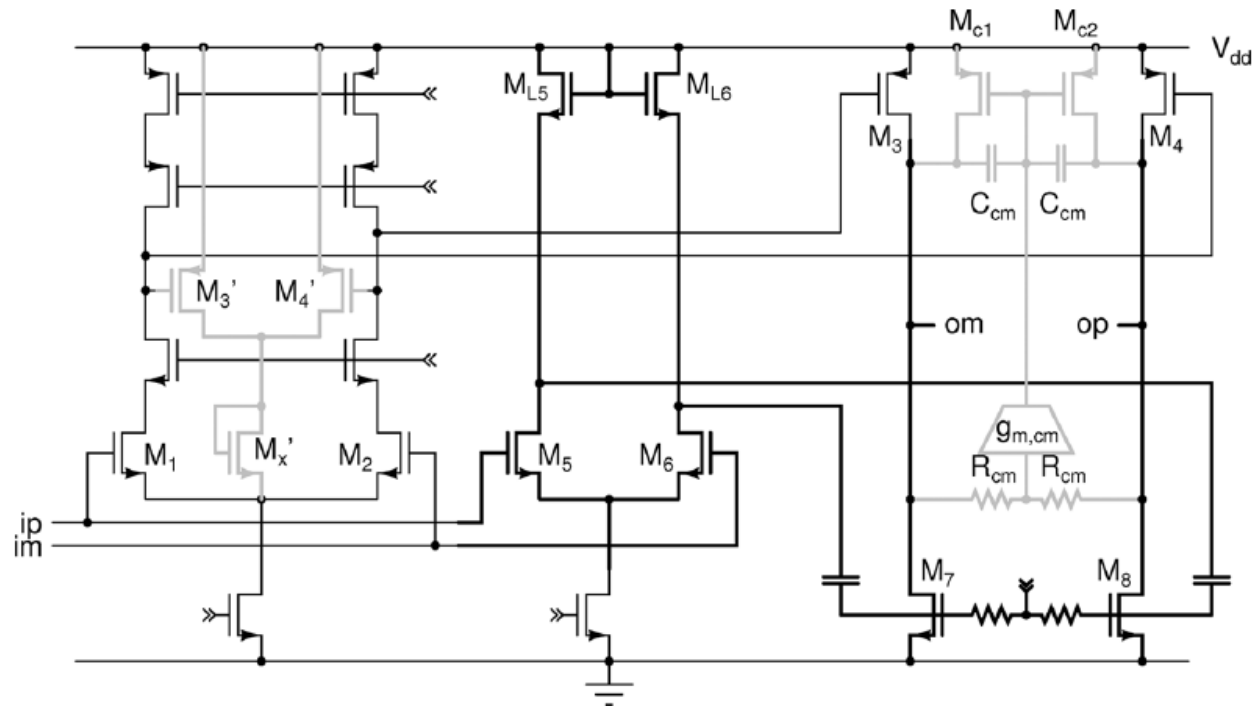 Mc1 Mc2
Vdd
ML5 ML6
M3 M4
Ccm Ccm
M3' M4'
om op
gm,cm
M1 Mx' M2 M5 M6
Rcm Rcm
ip
im
M7 M8